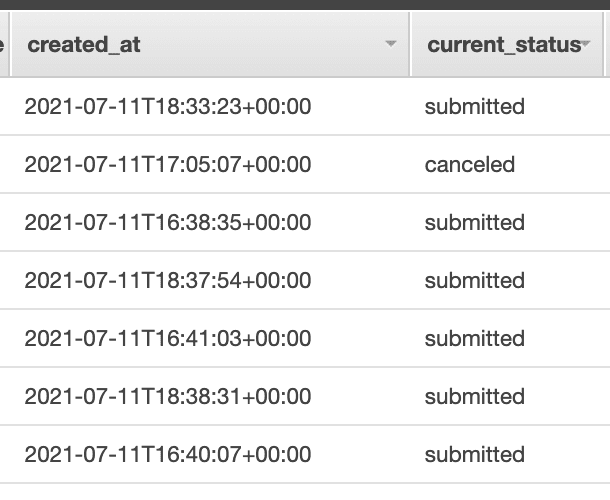 e created_at current_status
2021-07-11T18:33:23+00:00 submitted
2021-07-11T17:05:07+00:00 canceled
2021-07-11T16:38:35+00:00 submitted
2021-07-11T18:37:54+00:00 submitted
2021-07-11T16:41:03+00:00 submitted
2021-07-11T18:38:31+00:00 submitted
2021-07-11T16:40:07+00:00 submitted